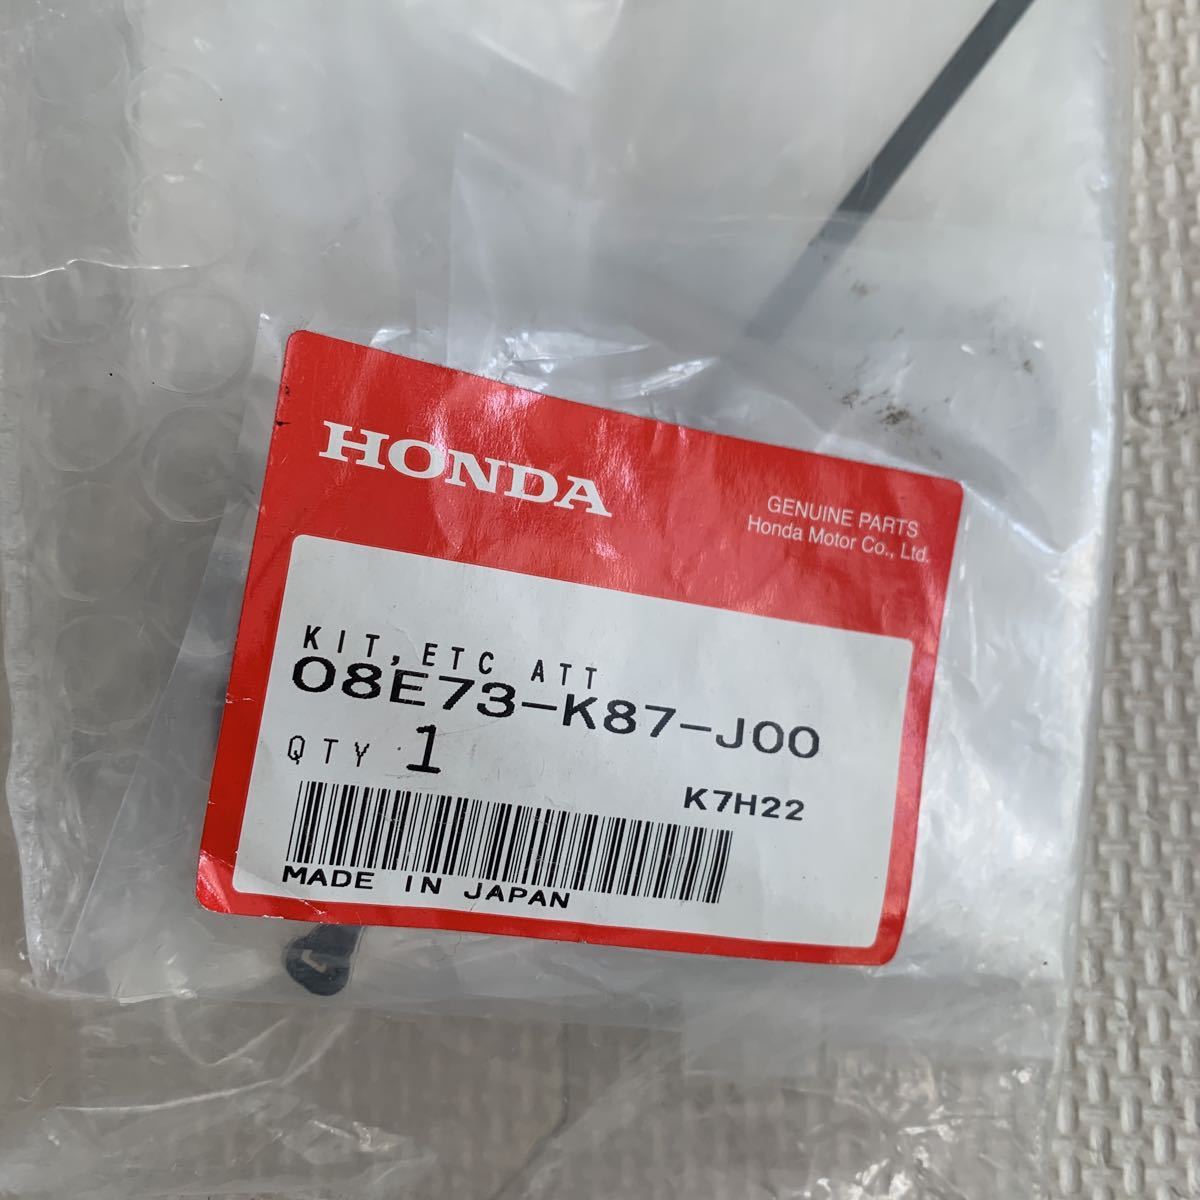 HONDA
GENUINE PARTS
Honda Motor Co., Ltd.
KIT, ETC ATT
08E73-K87-J00
QTY 1
K7H22
MADE IN JAPAN